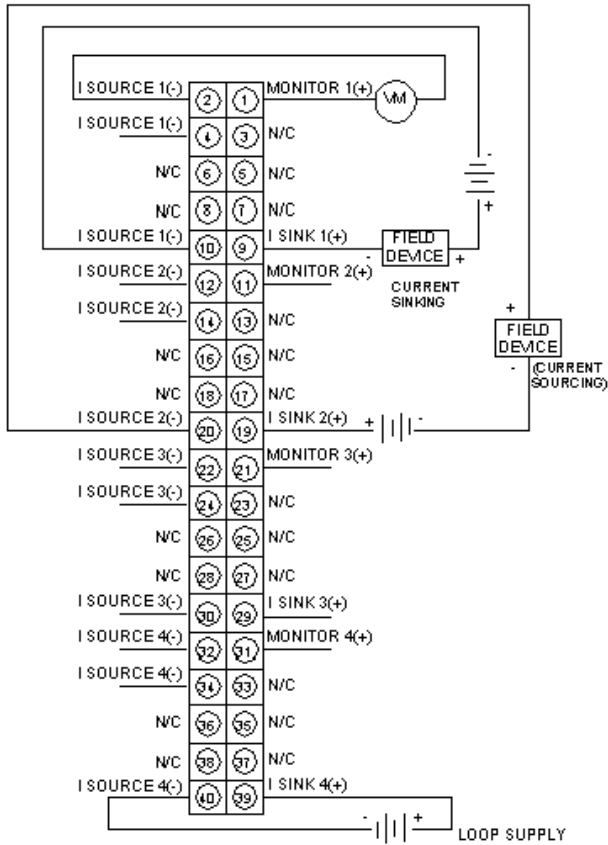 I SOURCE 1(-) 2 1 MONITOR 1(+) VM
I SOURCE 1(-) 4 3 N/C
N/C 6 5 N/C
-
+
N/C 8 7 N/C
I SOURCE 1(-) 10 9 I SINK 1(+) - FIELD DEVICE +
CURRENT
SINKING
I SOURCE 2(-) 12 11 MONITOR 2(+)
I SOURCE 2(-) 14 13 N/C
+
FIELD
DEVICE
-
(CURRENT
SOURCING)
N/C 16 15 N/C
N/C 18 17 N/C
I SOURCE 2(-) 20 19 I SINK 2(+) + -
I SOURCE 3(-) 22 21 MONITOR 3(+)
I SOURCE 3(-) 24 23 N/C
N/C 26 25 N/C
N/C 28 27 N/C
I SOURCE 3(-) 30 29 I SINK 3(+)
I SOURCE 4(-) 32 31 MONITOR 4(+)
I SOURCE 4(-) 34 33 N/C
N/C 36 35 N/C
N/C 38 37 N/C
I SOURCE 4(-) 40 39 I SINK 4(+)
- + LOOP SUPPLY